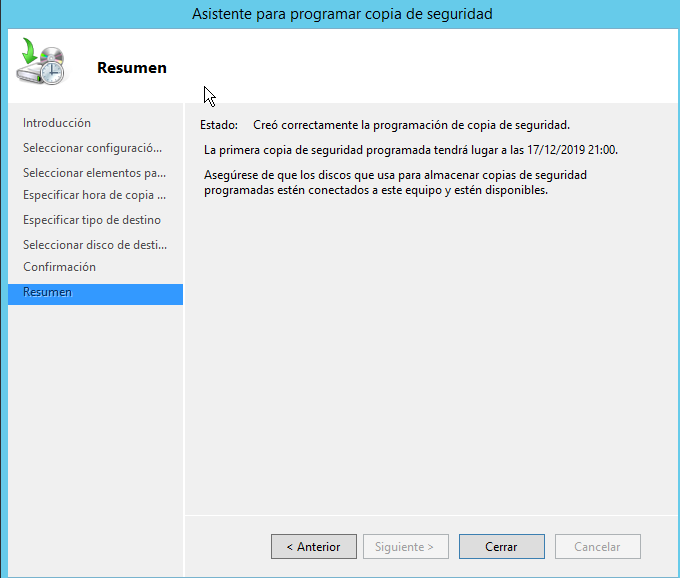 Asistente para programar copia de seguridad
Resumen
Introducción
Seleccionar configuració...
Seleccionar elementos pa...
Especificar hora de copia ...
Especificar tipo de destino
Seleccionar disco de desti...
Confirmación
Resumen
Estado: Creó correctamente la programación de copia de seguridad.
La primera copia de seguridad programada tendrá lugar a las 17/12/2019 21:00.
Asegúrese de que los discos que usa para almacenar copias de seguridad
programadas estén conectados a este equipo y estén disponibles.
< Anterior
Siguiente >
Cerrar
Cancelar